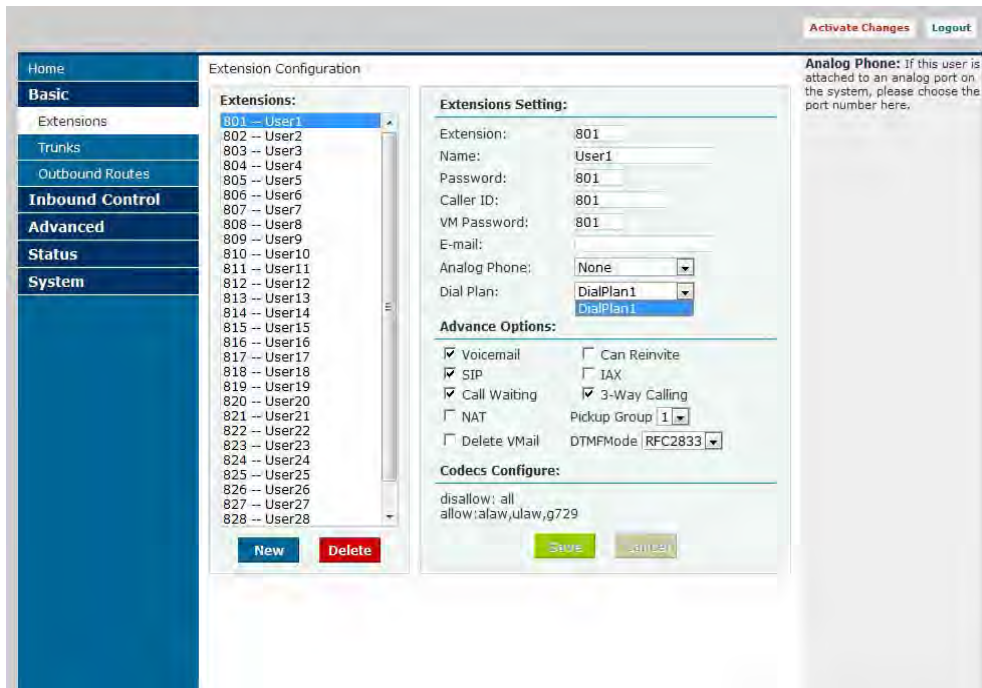 Activate Changes Logout
Home
Basic
Extensions
Trunks
Outbound Routes
Inbound Control
Advanced
Status
System
Extension Configuration
Extensions:
801 -- User1
802 -- User2
803 -- User3
804 -- User4
805 -- User5
806 -- User6
807 -- User7
808 -- User8
809 -- User9
810 -- User10
811 -- User11
812 -- User12
813 -- User13
814 -- User14
815 -- User15
816 -- User16
817 -- User17
818 -- User18
819 -- User19
820 -- User20
821 -- User21
822 -- User22
823 -- User23
824 -- User24
825 -- User25
826 -- User26
827 -- User27
828 -- User28
New Delete
Extensions Setting:
Extension: 801
Name: User1
Password: 801
Caller ID: 801
VM Password: 801
E-mail:
Analog Phone: None
Dial Plan: DialPlan1
DialPlan1
Advance Options:
Voicemail Can Reinvite
SIP IAX
Call Waiting 3-Way Calling
NAT Pickup Group 1
Delete VMail DTMFMode RFC2833
Codecs Configure:
disallow: all
allow:alaw,ulaw,g729
Save Cancel
Analog Phone: If this user is
attached to an analog port on
the system, please choose the
port number here.